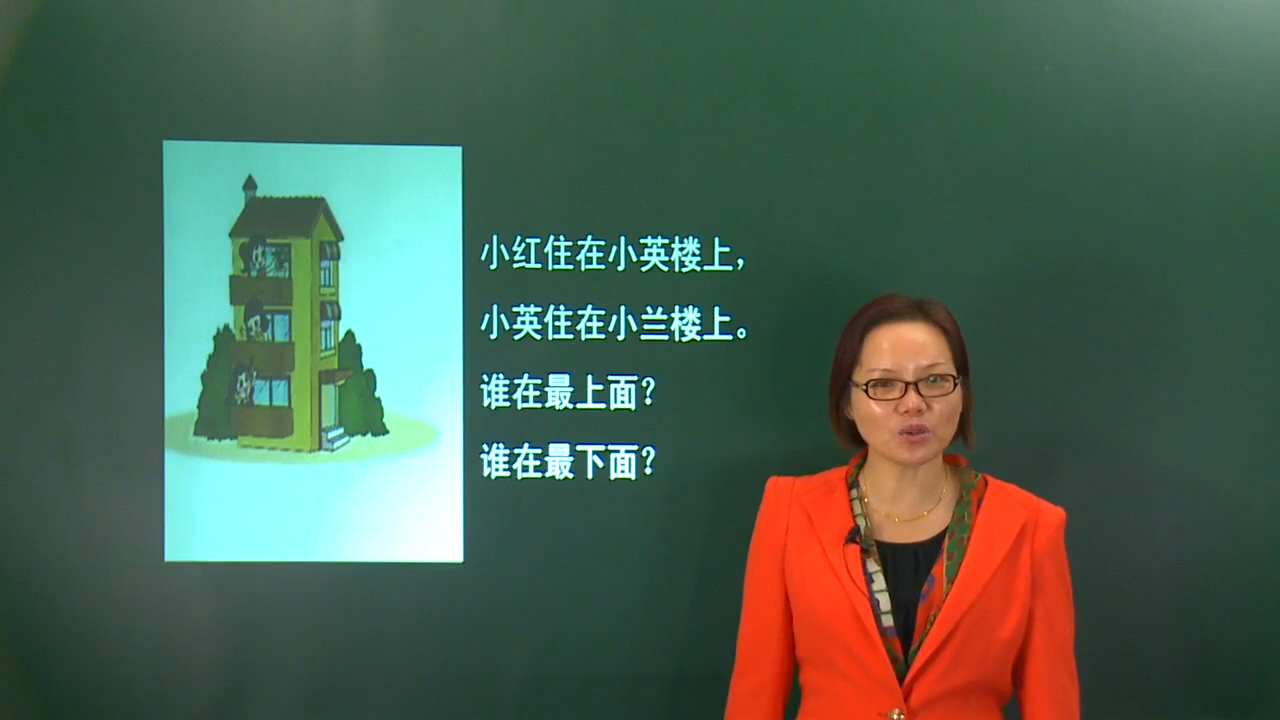 小红住在小英楼上，
小英住在小兰楼上。
谁在最上面？
谁在最下面？